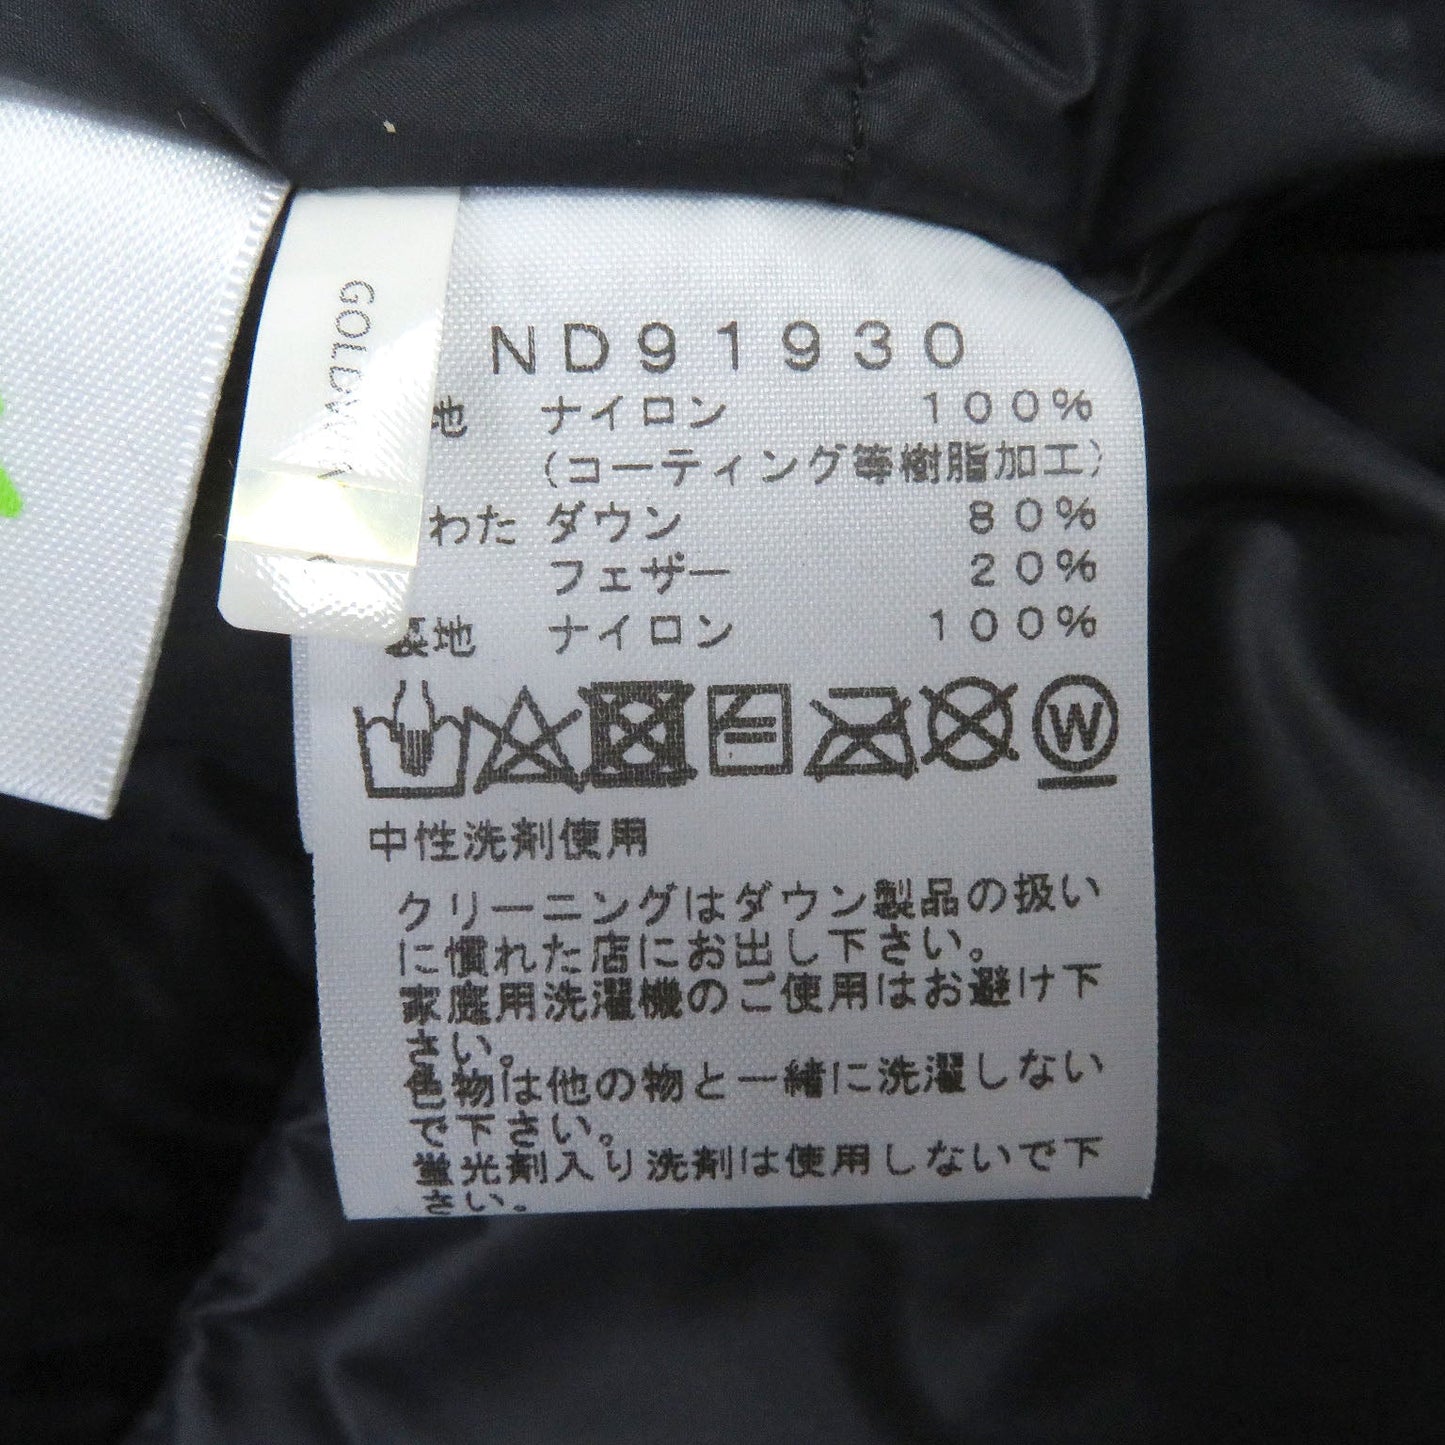 GOLDWIN
ND91930
地 ナイロン 100%
(コーティング等樹脂加工)
わた ダウン 80%
フェザー 20%
裏地 ナイロン 100%
W
中性洗剤使用
クリーニングはダウン製品の扱い
に慣れた店にお出し下さい。
家庭用洗濯機のご使用はお避け下
さい。
色物は他の物と一緒に洗濯しない
で下さい。
蛍光剤入り洗剤は使用しないで下
さい。